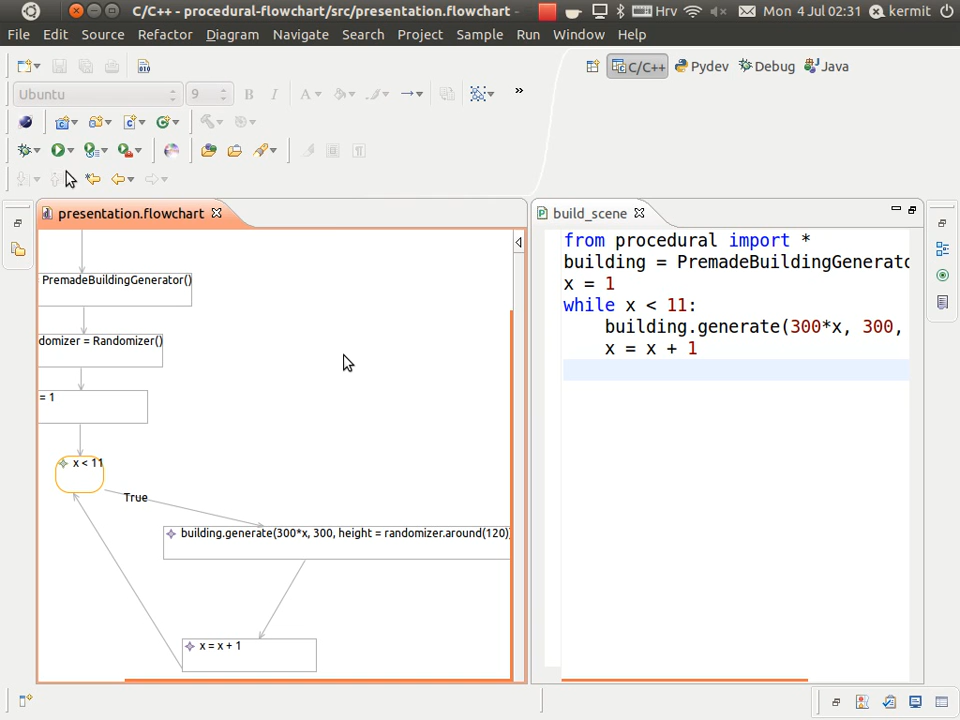 C/C++ - procedural-flowchart/src/presentation.flowchart - Hrv Mon 4 Jul 02:31 kermit
File Edit Source Refactor Diagram Navigate Search Project Sample Run Window Help
C/C++ Pydev Debug Java
Ubuntu 9 B I A »
presentation.flowchart
build_scene
PremadeBuildingGenerator()
domizer = Randomizer()
= 1
x < 11
True
building.generate(300*x, 300, height = randomizer.around(120))
x = x + 1
from procedural import *
building = PremadeBuildingGenerato
x = 1
while x < 11:
building.generate(300*x, 300,
x = x + 1